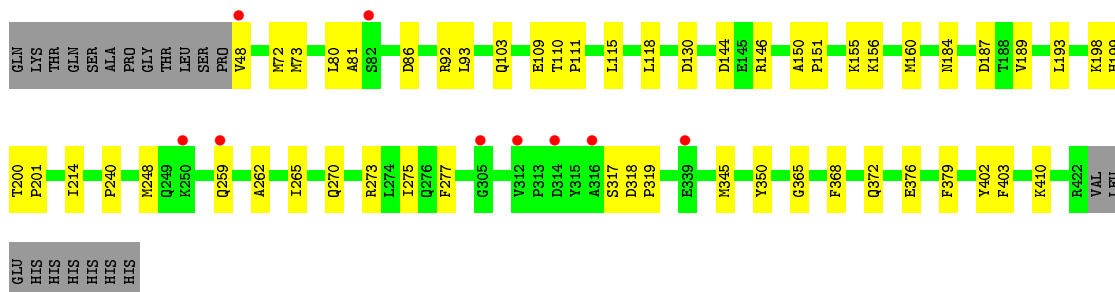 GLN LYS THR GLN SER ALA PRO GLY THR LEU SER PRO V48 M72 M73 L80 A81 S82 D86 R92 L93 Q103 E109 T110 P111 L115 L118 D130 D144 E145 R146 A150 P151 K155 K156 M160 N184 D187 T188 V189 L193 K198 H199
T200 P201 I214 P240 M248 Q249 K250 Q259 A262 I265 Q270 R273 L274 I275 Q276 F277 G305 V312 P313 D314 Y315 A316 S317 D318 P319 E339 M345 Y350 G365 F368 Q372 E376 F379 Y402 F403 K410 R422 VAL LEU
GLU HIS HIS HIS HIS HIS HIS